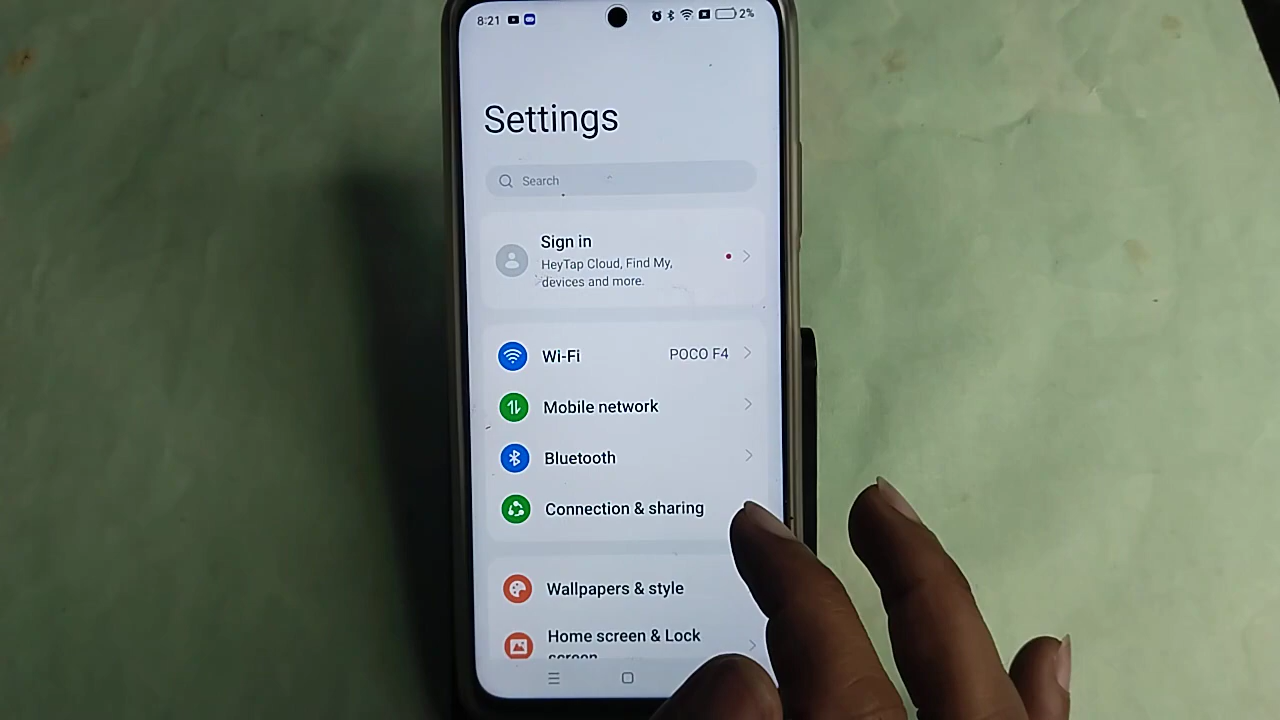 8:21
2%
Settings
Search
Sign in
HeyTap Cloud, Find My,
devices and more.
Wi-Fi POCO F4
Mobile network
Bluetooth
Connection & sharing
Wallpapers & style
Home screen & Lock
screen